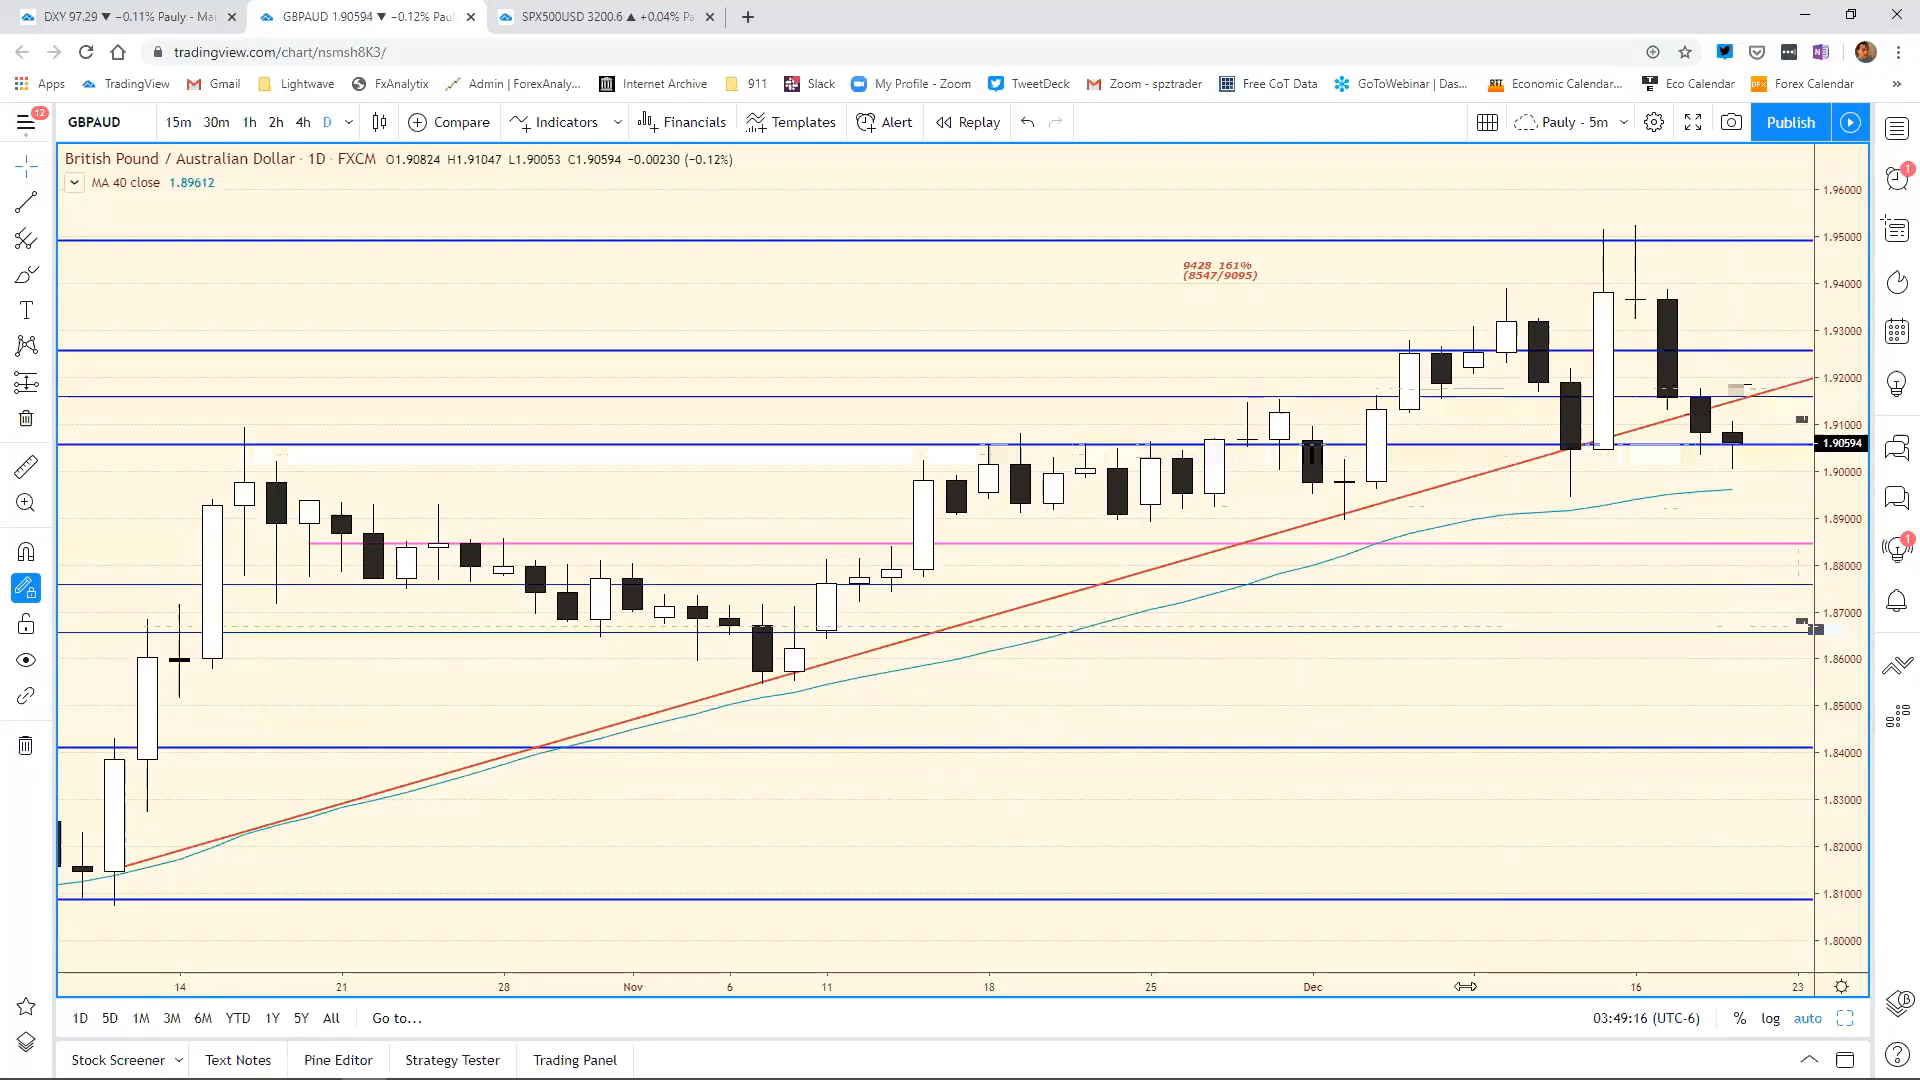 DXY 97.29 ▼ −0.11% Pauly - Mai
GBPAUD 1.90594 ▼ −0.12% Paul
SPX500USD 3200.6 ▲ +0.04% Pa
tradingview.com/chart/nsmsh8K3/
Apps TradingView Gmail Lightwave FxAnalytix Admin | ForexAnaly... Internet Archive 911 Slack My Profile - Zoom TweetDeck Zoom - spztrader Free CoT Data GoToWebinar | Das... Economic Calendar... Eco Calendar Forex Calendar »
12
GBPAUD 15m 30m 1h 2h 4h D Compare Indicators Financials Templates Alert Replay Pauly - 5m Publish
British Pound / Australian Dollar · 1D · FXCM O1.90824 H1.91047 L1.90053 C1.90594 −0.00230 (−0.12%)
MA 40 close 1.89612
1
1.96000
1.95000
9428 161%
(8547/9095)
1.94000
1.93000
1.92000
1.91000
1.90594
1.90000
1.89000
1
1.88000
1.87000
1.86000
1.85000
1.84000
1.83000
1.82000
1.81000
1.80000
14 21 28 Nov 6 11 18 25 Dec 16 23
1D 5D 1M 3M 6M YTD 1Y 5Y All Go to... 03:49:16 (UTC-6) % log auto
Stock Screener Text Notes Pine Editor Strategy Tester Trading Panel